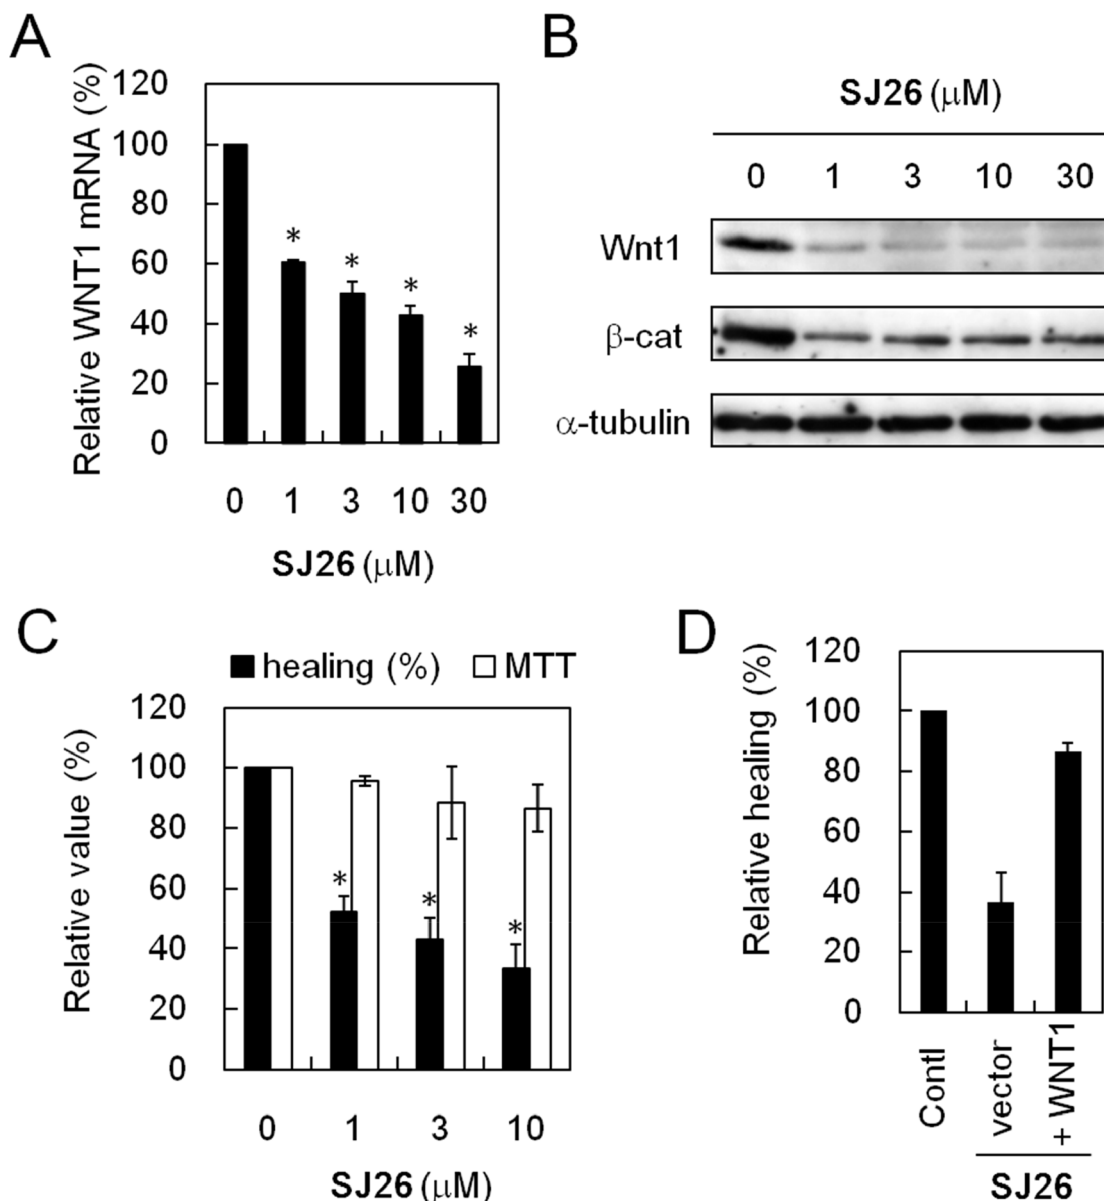 A
Relative WNT1 mRNA (%)
120
100
80
60
40
20
0
*
*
*
*
0 1 3 10 30
SJ26 (μM)
B
SJ26 (μM)
0 1 3 10 30
Wnt1
β-cat
α-tubulin
C
healing (%) MTT
Relative value (%)
120
100
80
60
40
20
0
*
*
*
0 1 3 10
SJ26 (μM)
D
Relative healing (%)
120
100
80
60
40
20
0
Contl
vector
+ WNT1
SJ26